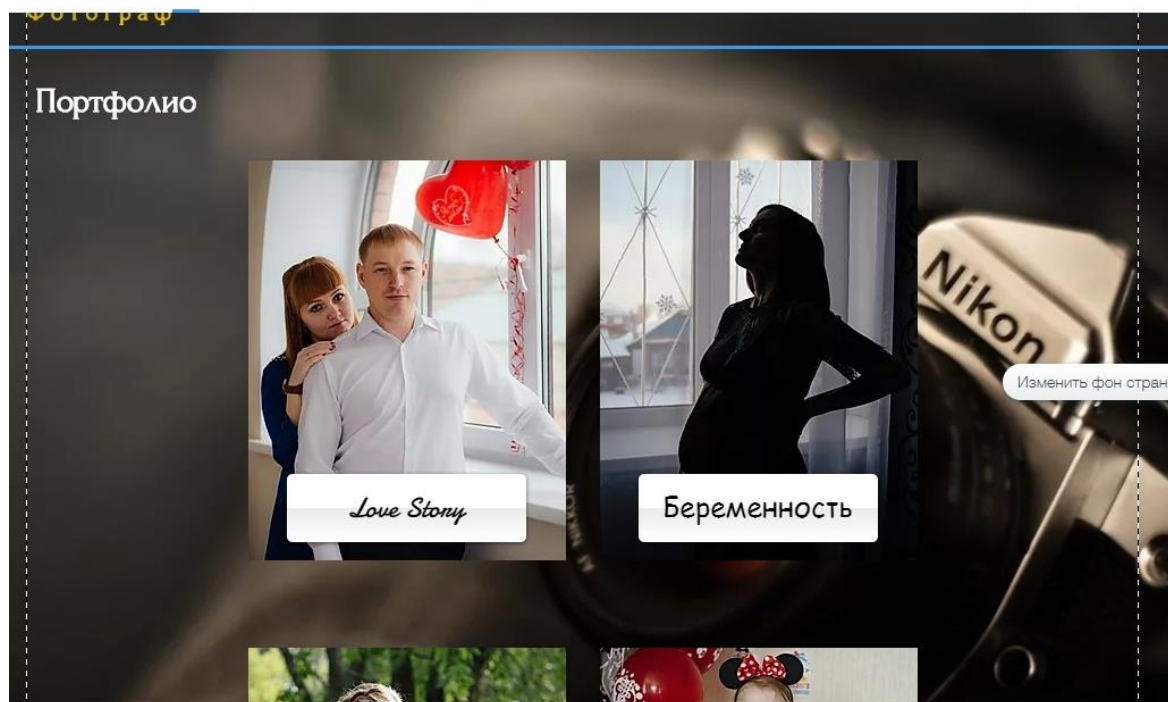 Фотограф
Портфолио
Nikon
Изменить фон стран
Love Story
Беременность